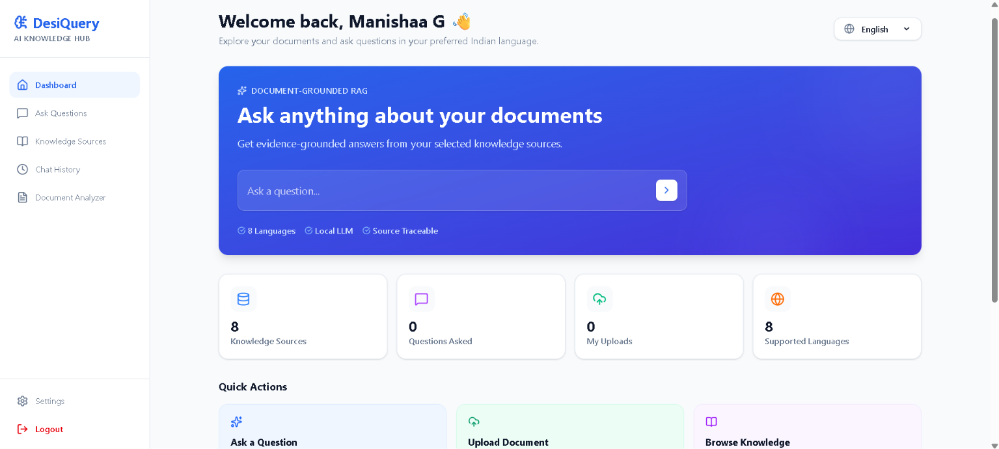 DesiQuery
AI KNOWLEDGE HUB
Dashboard
Ask Questions
Knowledge Sources
Chat History
Document Analyzer
Settings
Logout
Welcome back, Manishaa G 👋
Explore your documents and ask questions in your preferred Indian language.
English
DOCUMENT-GROUNDED RAG
Ask anything about your documents
Get evidence-grounded answers from your selected knowledge sources.
Ask a question...
8 Languages Local LLM Source Traceable
8
Knowledge Sources
0
Questions Asked
0
My Uploads
8
Supported Languages
Quick Actions
Ask a Question
Upload Document
Browse Knowledge